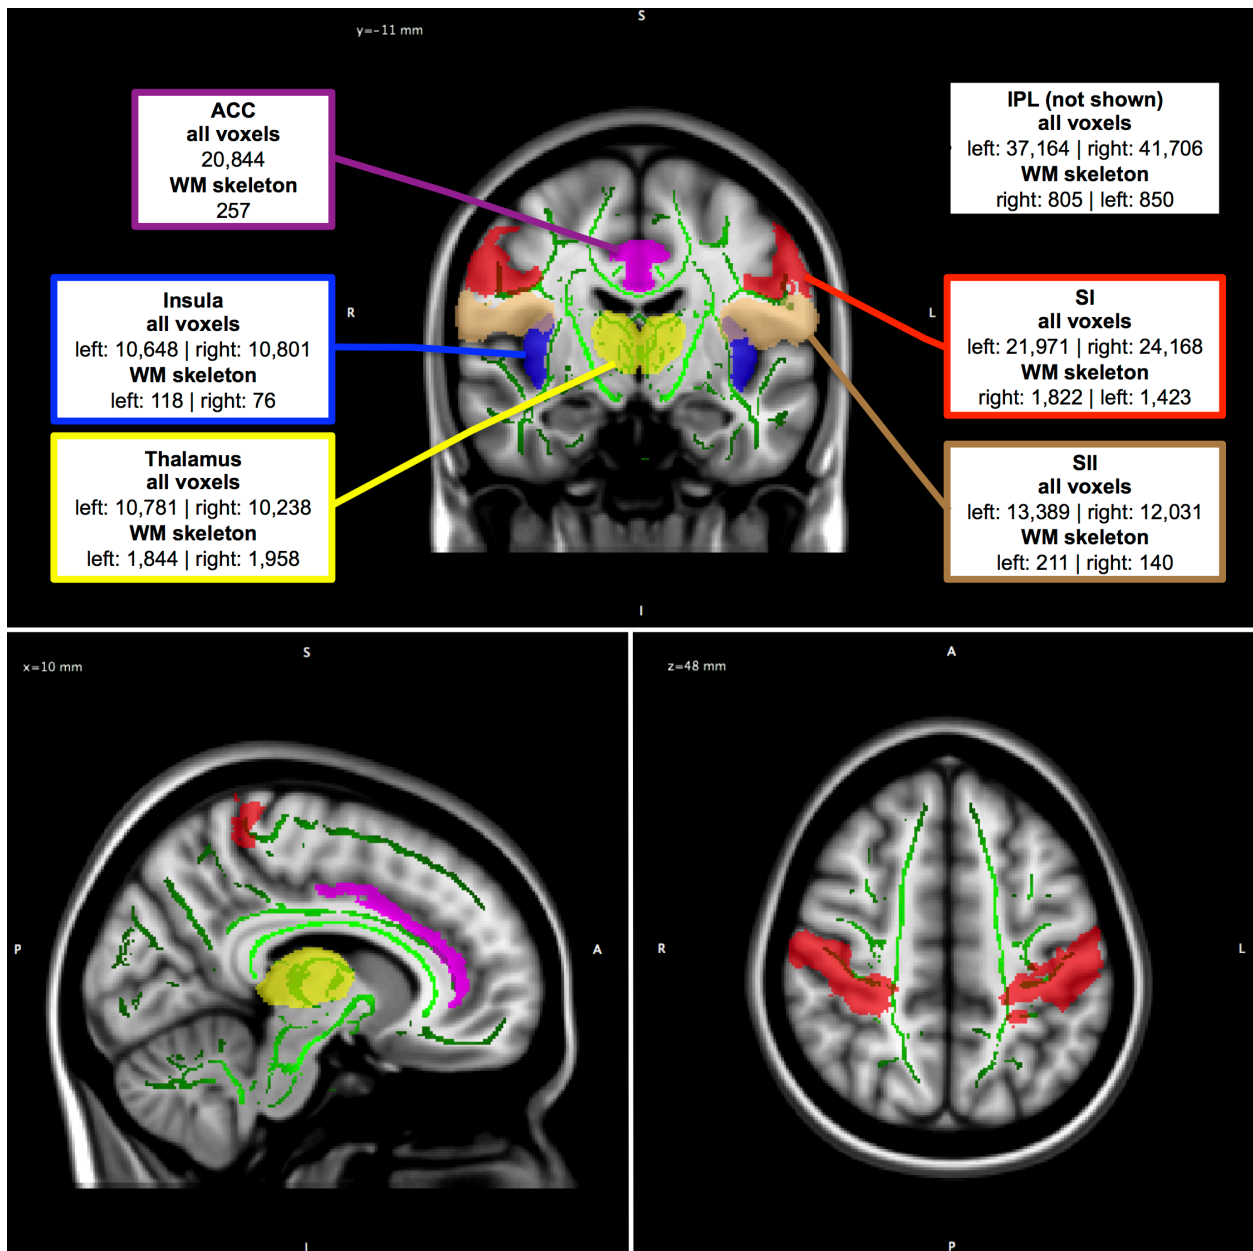 S
y=-11 mm
ACC
all voxels
20,844
WM skeleton
257
IPL (not shown)
all voxels
left: 37,164 | right: 41,706
WM skeleton
right: 805 | left: 850
Insula
all voxels
left: 10,648 | right: 10,801
WM skeleton
left: 118 | right: 76
R
L
SI
all voxels
left: 21,971 | right: 24,168
WM skeleton
right: 1,822 | left: 1,423
Thalamus
all voxels
left: 10,781 | right: 10,238
WM skeleton
left: 1,844 | right: 1,958
SII
all voxels
left: 13,389 | right: 12,031
WM skeleton
left: 211 | right: 140
I
S
x=10 mm
P
A
I
A
z=48 mm
R
L
P